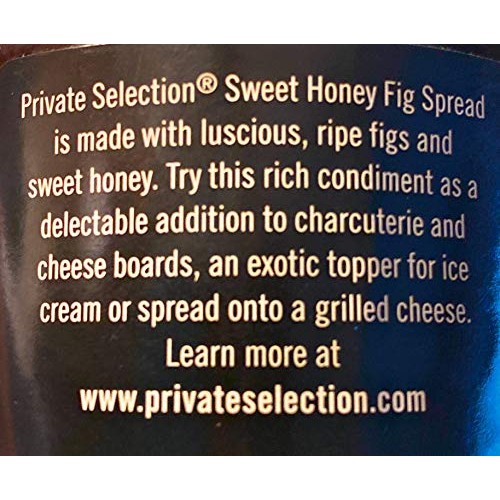 Private Selection® Sweet Honey Fig Spread
is made with luscious, ripe figs and
sweet honey. Try this rich condiment as a
delectable addition to charcuterie and
cheese boards, an exotic topper for ice
cream or spread onto a grilled cheese.
Learn more at
www.privateselection.com